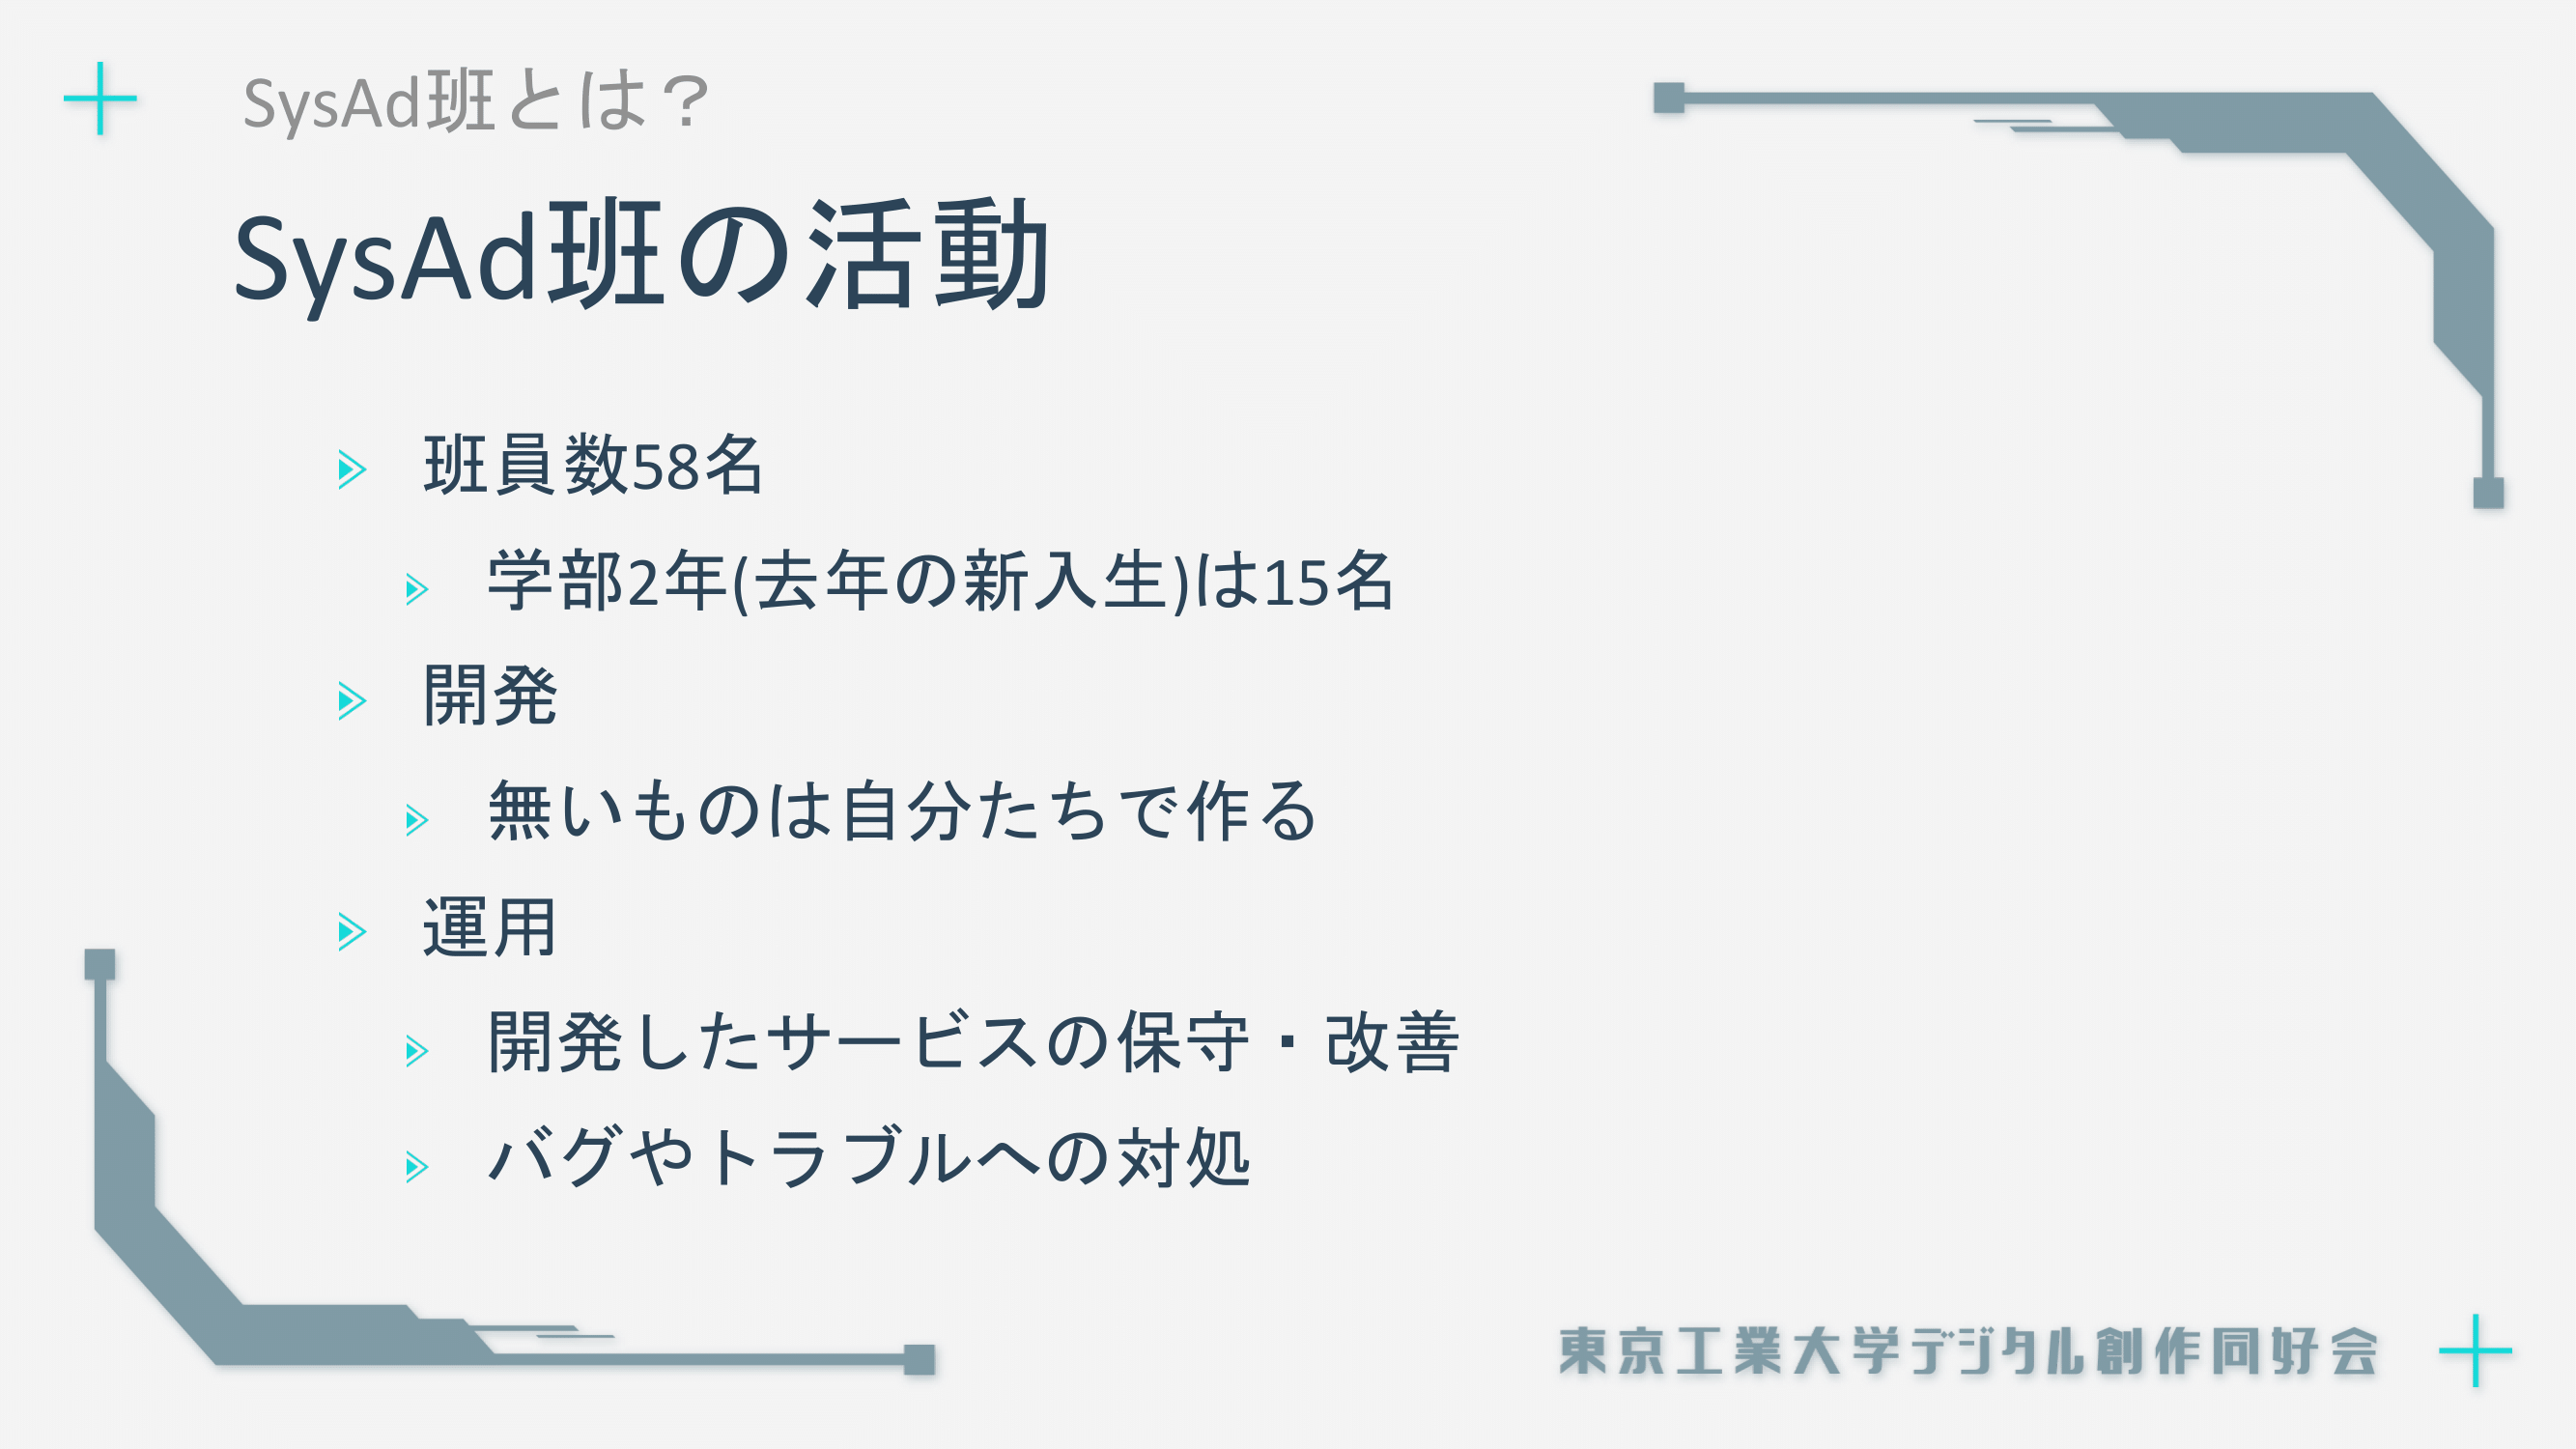 SysAd班とは？
SysAd班の活動
班員数58名
学部2年(去年の新入生)は15名
開発
無いものは自分たちで作る
運用
開発したサービスの保守・改善
バグやトラブルへの対処
東京工業大学デジタル創作同好会